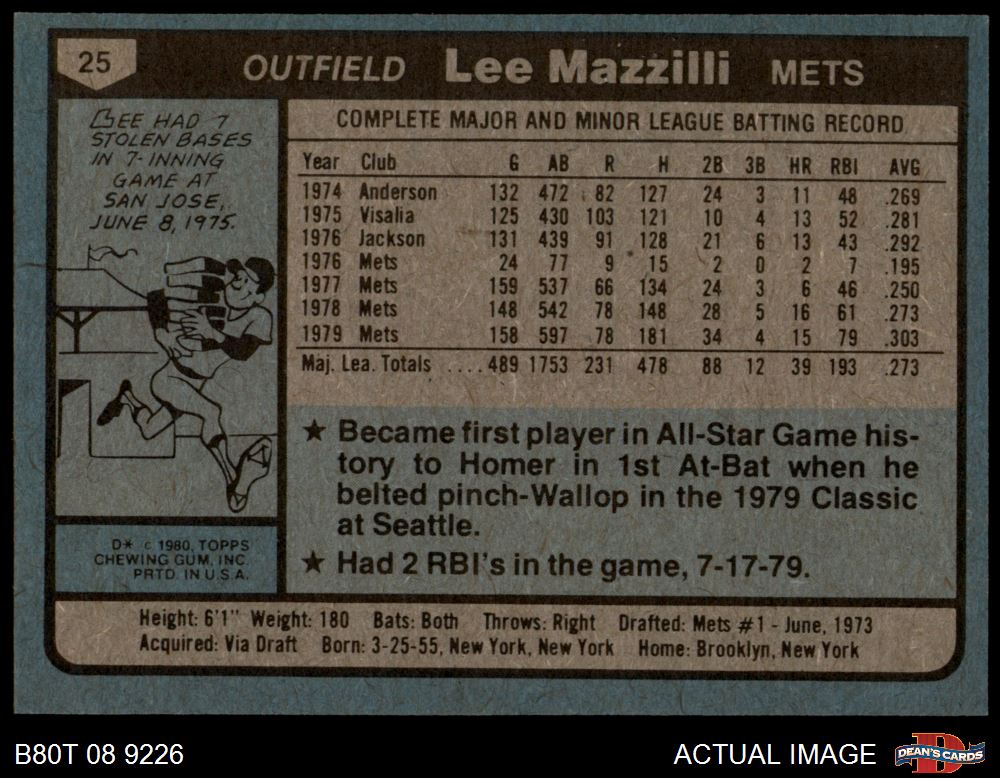 25
OUTFIELD Lee Mazzilli METS
LEE HAD 7
STOLEN BASES
IN 7-INNING
GAME AT
SAN JOSE,
JUNE 8, 1975.
COMPLETE MAJOR AND MINOR LEAGUE BATTING RECORD
Year Club G AB R H 2B 3B HR RBI AVG
1974 Anderson 132 472 82 127 24 3 11 48 .269
1975 Visalia 125 430 103 121 10 4 13 52 .281
1976 Jackson 131 439 91 128 21 6 13 43 .292
1976 Mets 24 77 9 15 2 0 2 7 .195
1977 Mets 159 537 66 134 24 3 6 46 .250
1978 Mets 148 542 78 148 28 5 16 61 .273
1979 Mets 158 597 78 181 34 4 15 79 .303
Maj. Lea. Totals ....489 1753 231 478 88 12 39 193 .273
★ Became first player in All-Star Game his-
tory to Homer in 1st At-Bat when he
belted pinch-Wallop in the 1979 Classic
at Seattle.
★ Had 2 RBI's in the game, 7-17-79.
D* © 1980, TOPPS
CHEWING GUM, INC.
PRTD. IN U.S.A.
Height: 6'1" Weight: 180 Bats: Both Throws: Right Drafted: Mets #1 - June, 1973
Acquired: Via Draft Born: 3-25-55, New York, New York Home: Brooklyn, New York
B80T 08 9226 ACTUAL IMAGE DEAN'S CARDS